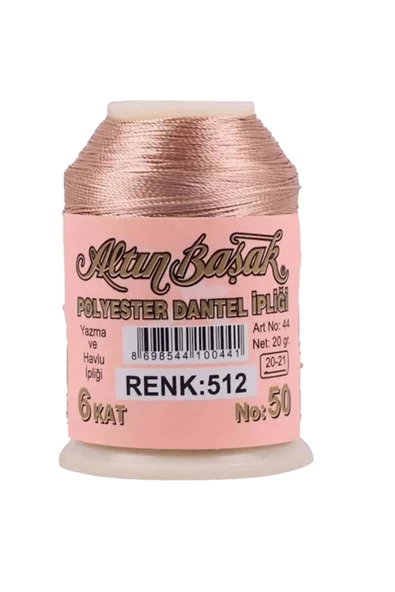 Altın Başak
POLYESTER DANTEL İPLİĞİ
Yazma
ve
Havlu
İpliği
8 698544 100441
Art No: 44
Net: 20 gr.
20-21
RENK:512
6 KAT
No:50